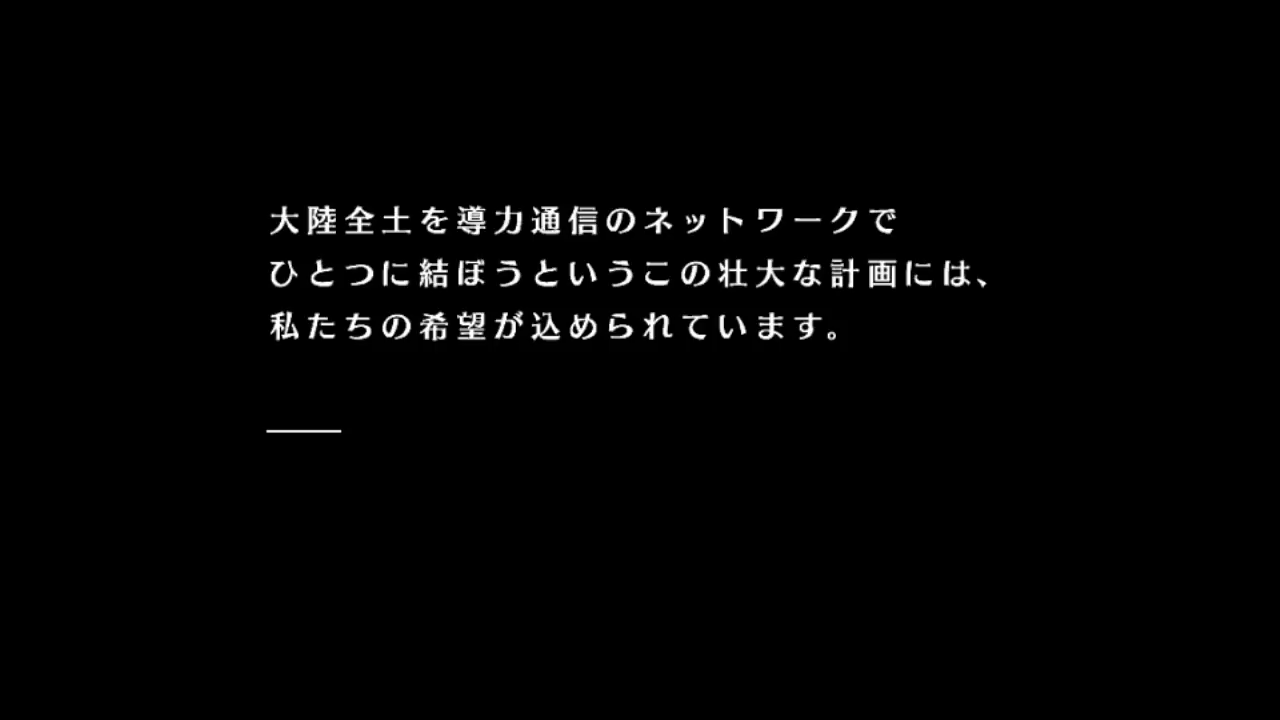 大陸全土を導力通信のネットワークで
ひとつに結ぼうというこの壮大な計画には、
私たちの希望が込められています。